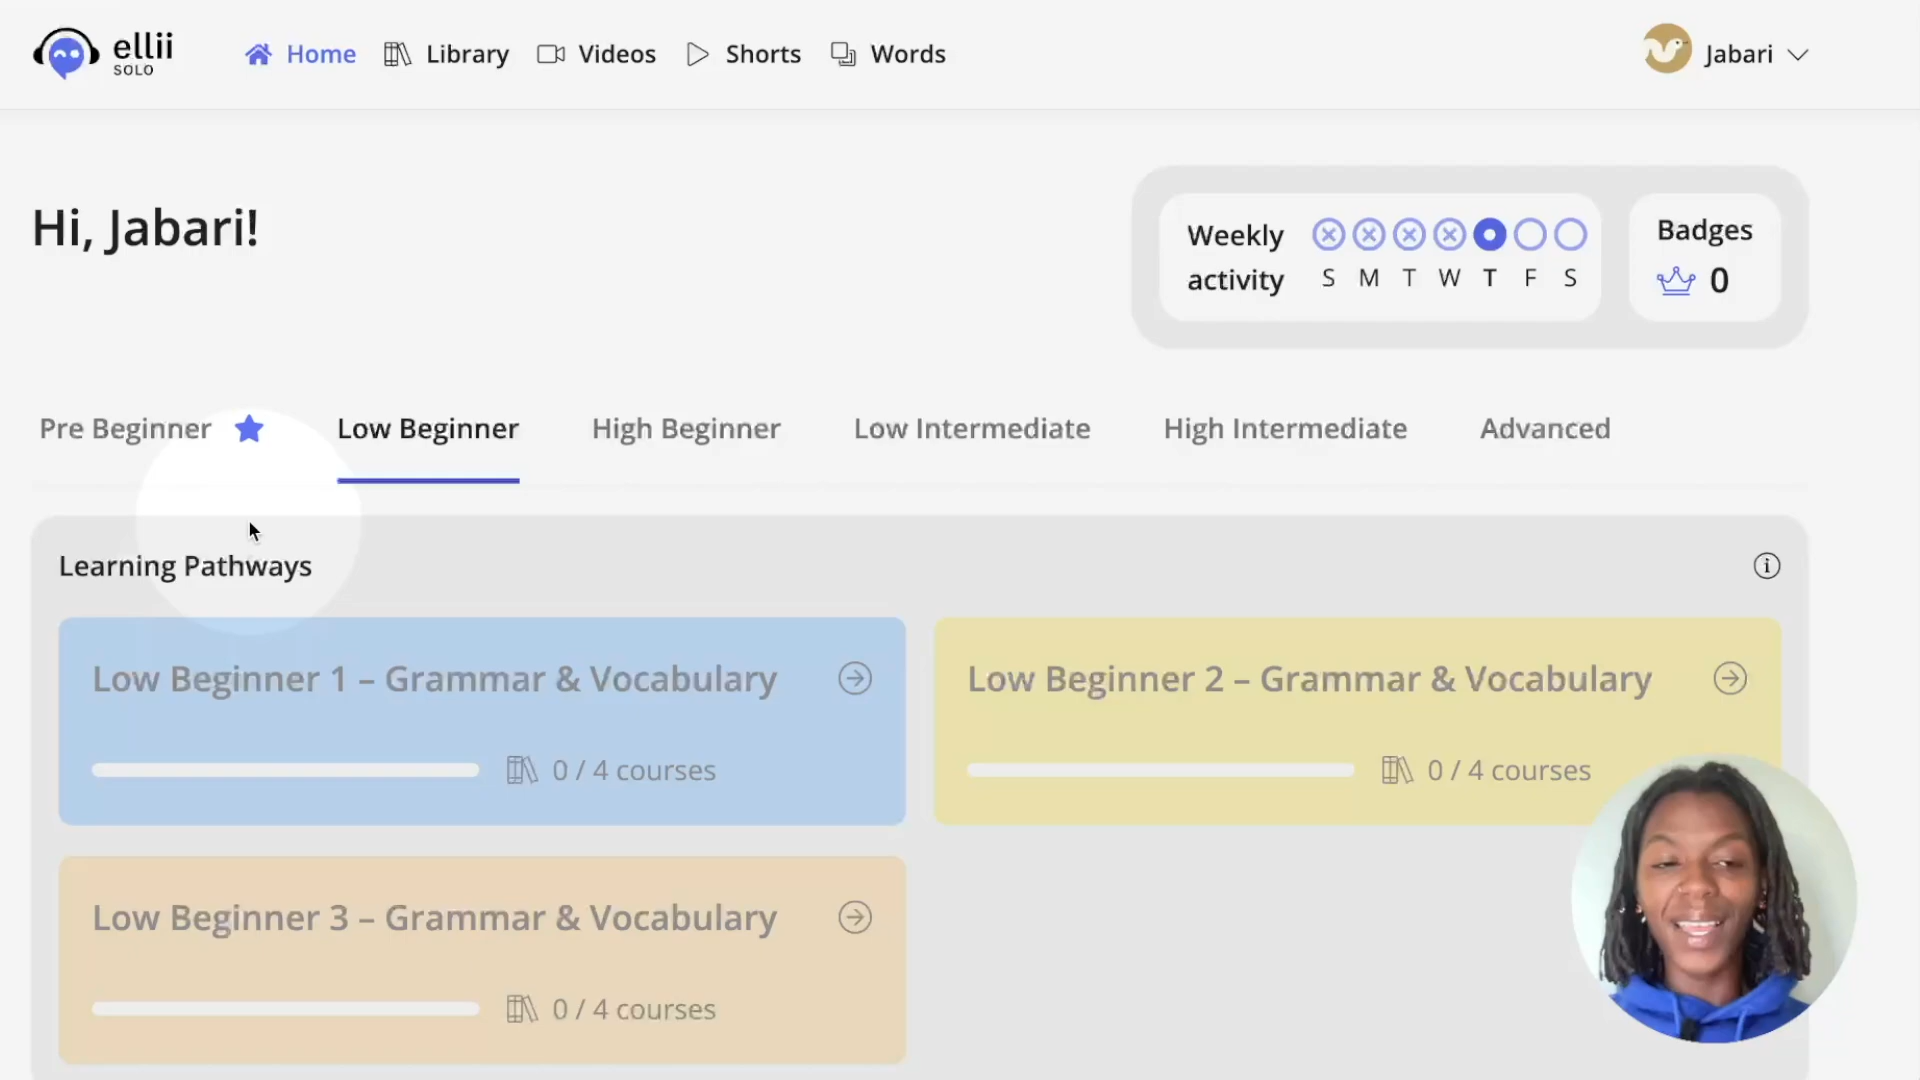 ellii
SOLO
Home
Library
Videos
Shorts
Words
Jabari
Hi, Jabari!
Weekly
activity
S M T W T F S
Badges
0
Pre Beginner
Low Beginner
High Beginner
Low Intermediate
High Intermediate
Advanced
Learning Pathways
Low Beginner 1 – Grammar & Vocabulary
0 / 4 courses
Low Beginner 2 – Grammar & Vocabulary
0 / 4 courses
Low Beginner 3 – Grammar & Vocabulary
0 / 4 courses